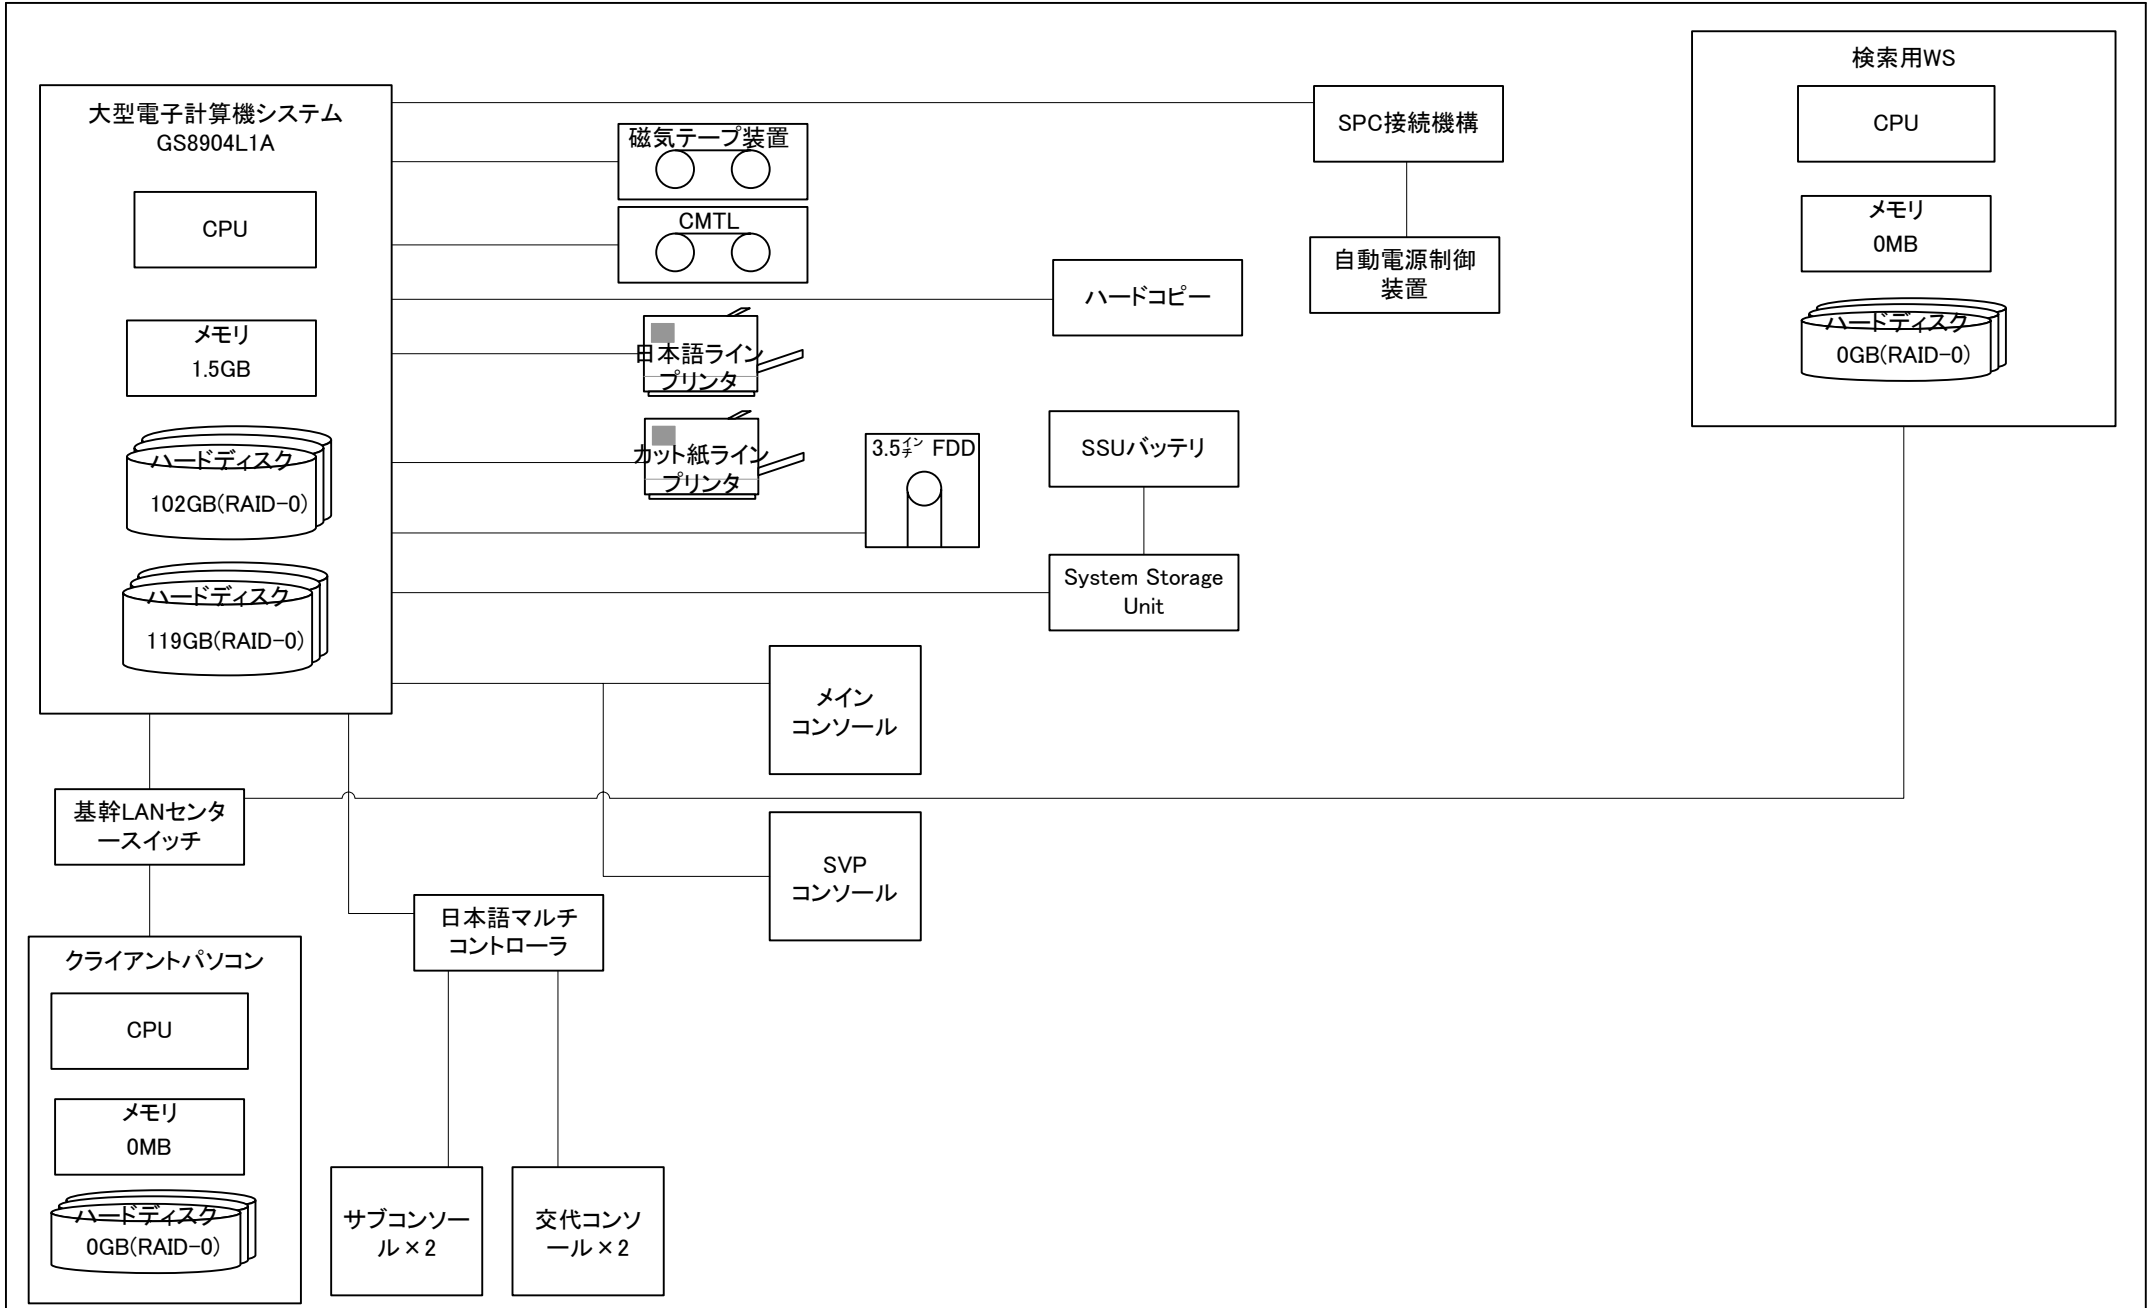 大型電子計算機システム
GS8904L1A
CPU
メモリ
1.5GB
ハードディスク
102GB(RAID-0)
ハードディスク
119GB(RAID-0)
磁気テープ装置
CMTL
日本語ライン
プリンタ
カット紙ライン
プリンタ
3.5インチ FDD
ハードコピー
SPC接続機構
自動電源制御
装置
SSUバッテリ
System Storage
Unit
検索用WS
CPU
メモリ
0MB
ハードディスク
0GB(RAID-0)
メイン
コンソール
SVP
コンソール
基幹LANセンタ
ースイッチ
日本語マルチ
コントローラ
クライアントパソコン
CPU
メモリ
0MB
ハードディスク
0GB(RAID-0)
サブコンソー
ル×2
交代コンソ
ール×2